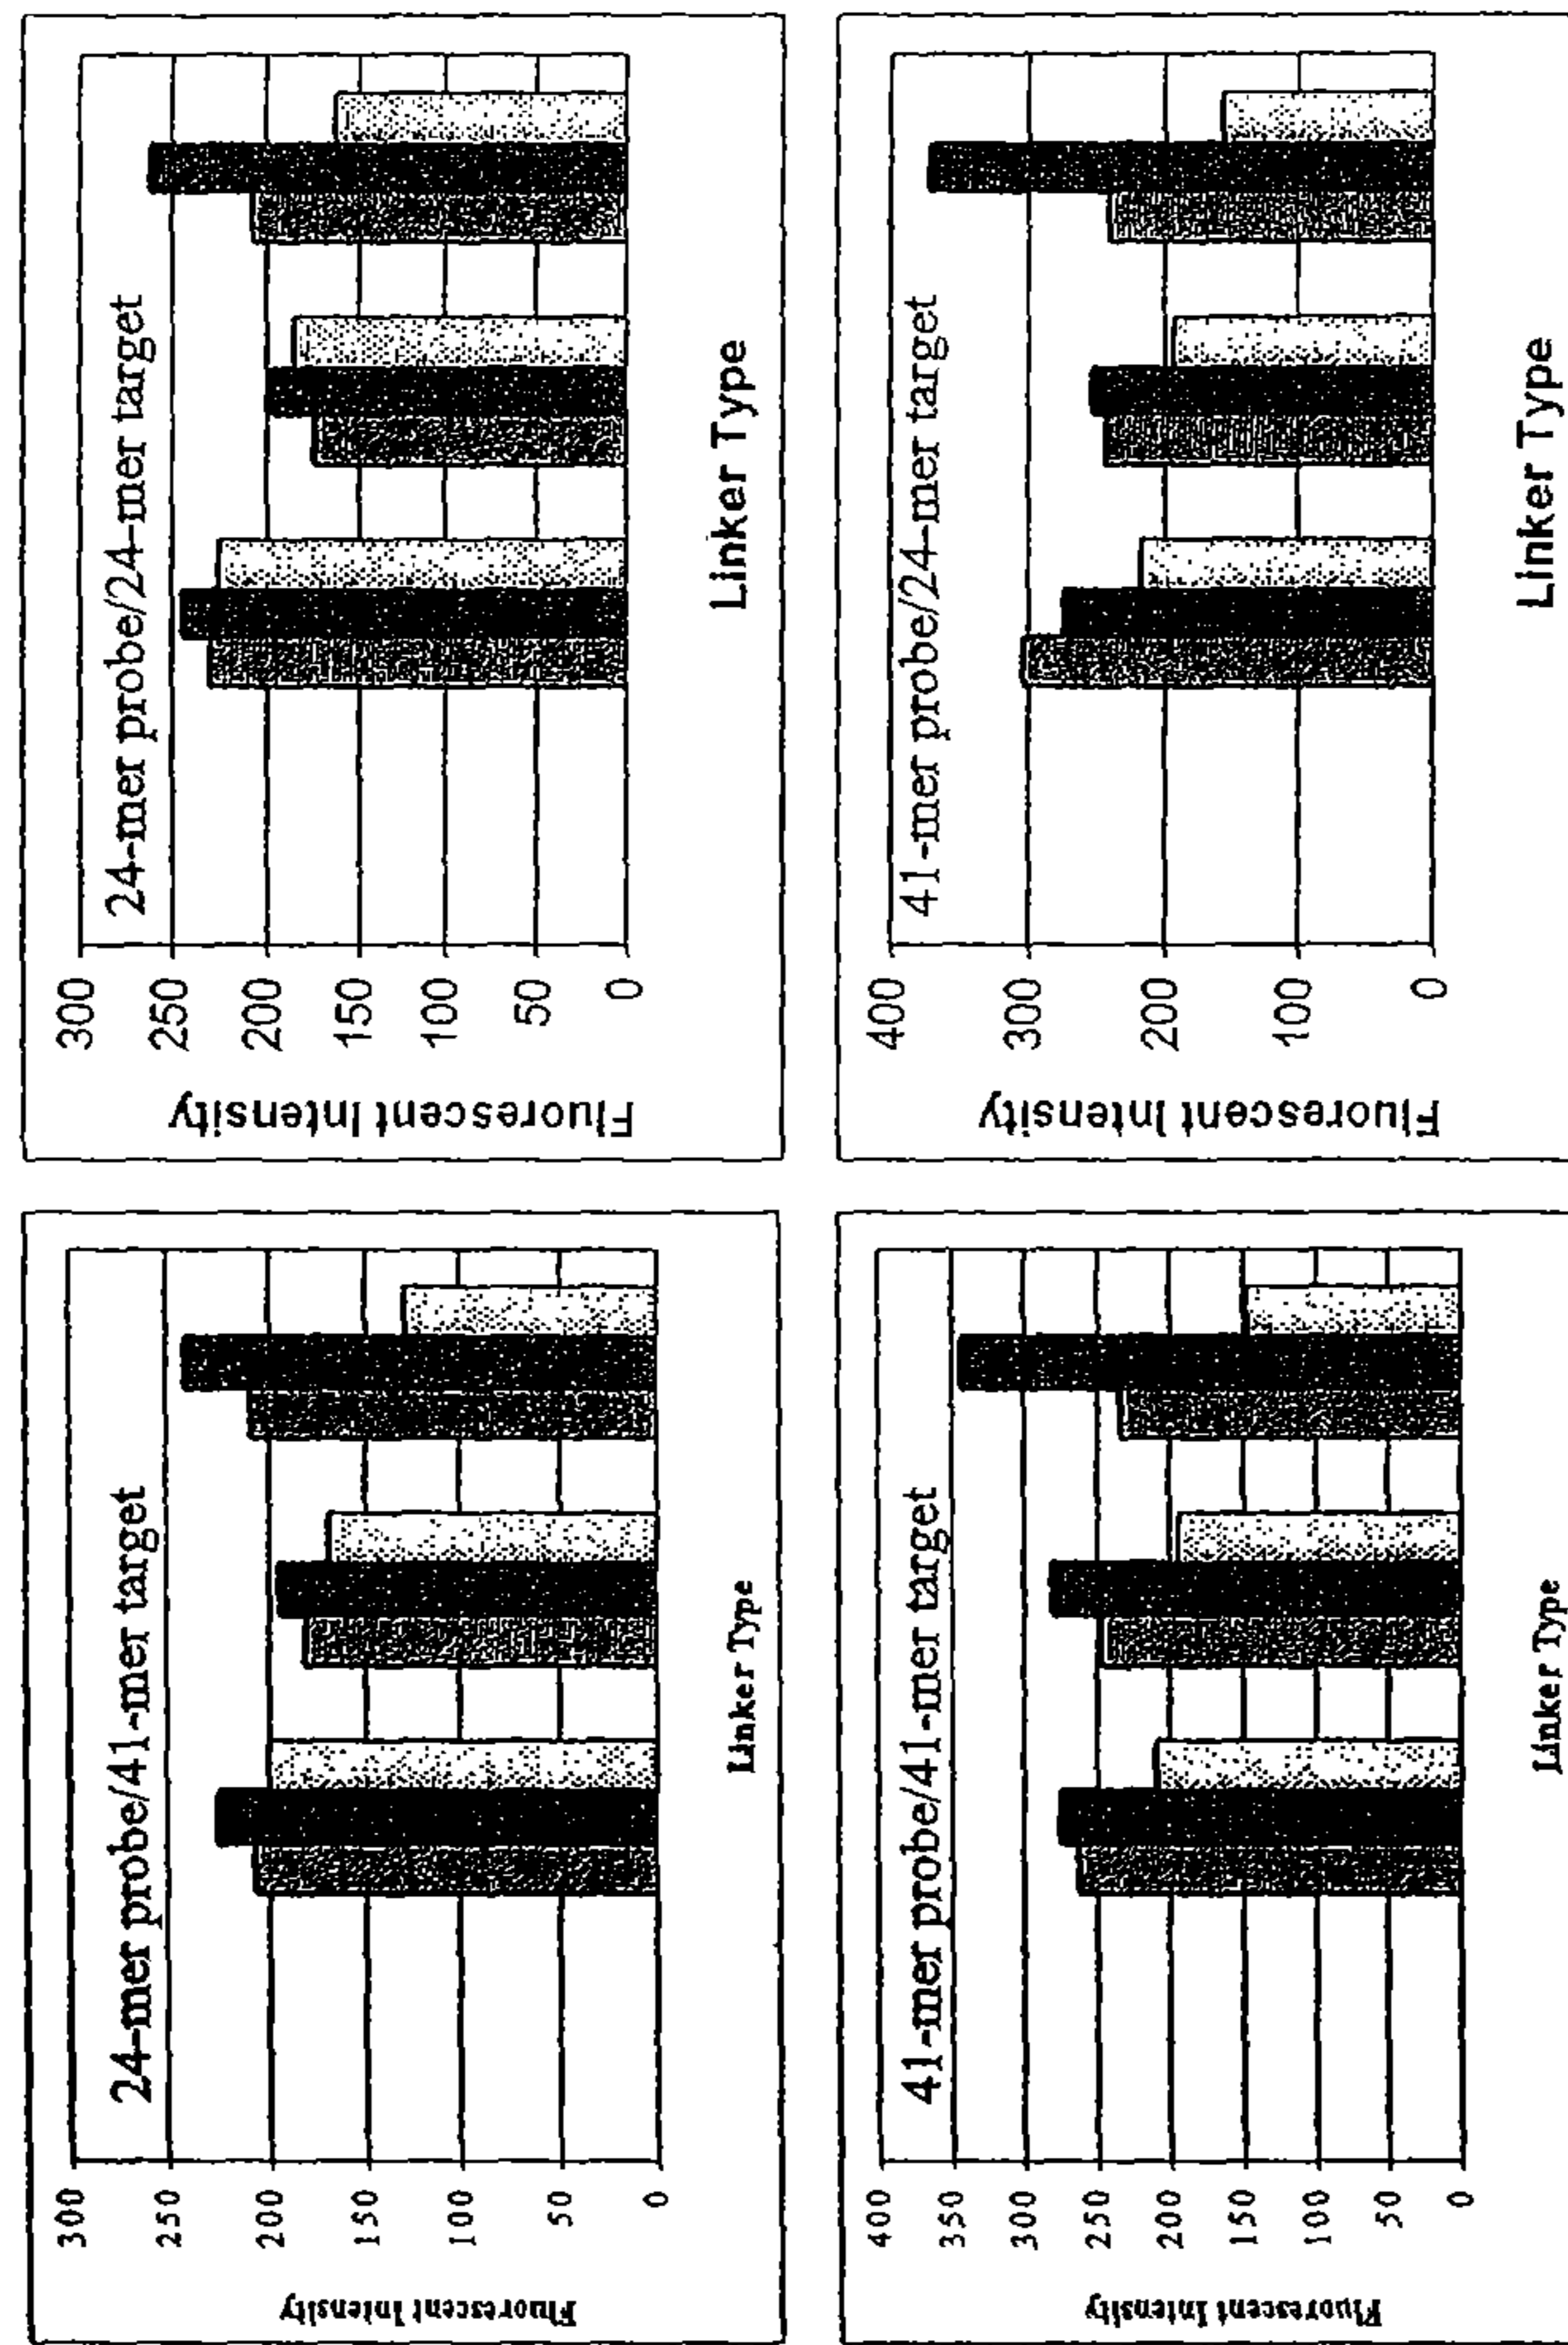 24-mer probe/41-mer target
300
250
200
150
100
50
0
Fluorescent Intensity
Linker Type
24-mer probe/24-mer target
300
250
200
150
100
50
0
Fluorescent Intensity
Linker Type
41-mer probe/41-mer target
400
350
300
250
200
150
100
50
0
Fluorescent Intensity
Linker Type
41-mer probe/24-mer target
400
300
200
100
0
Fluorescent Intensity
Linker Type